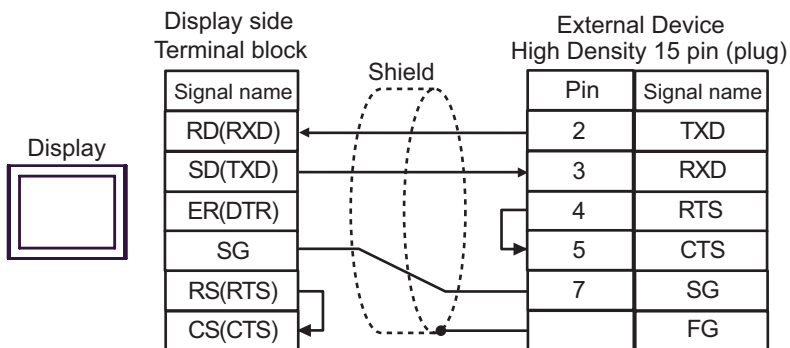 Display side
Terminal block
External Device
High Density 15 pin (plug)
Shield
Display
Signal name
RD(RXD)
SD(TXD)
ER(DTR)
SG
RS(RTS)
CS(CTS)
Pin Signal name
2 TXD
3 RXD
4 RTS
5 CTS
7 SG
FG